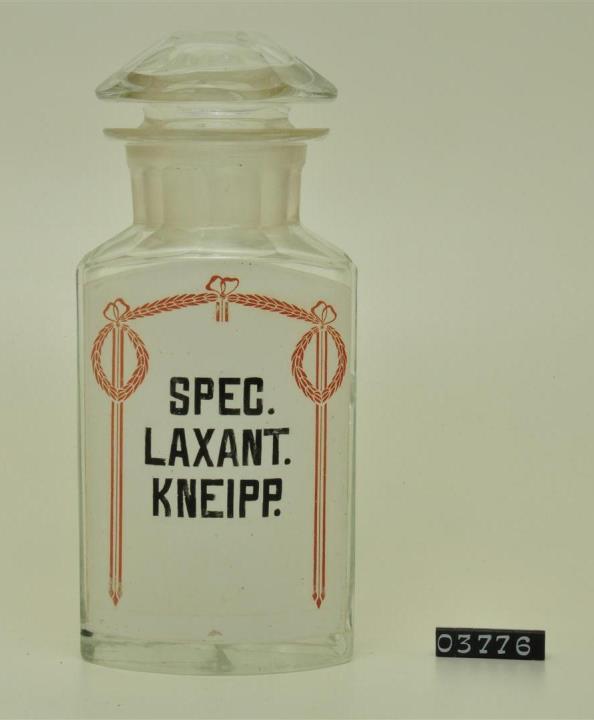 SPEC.
LAXANT.
KNEIPP.
03776